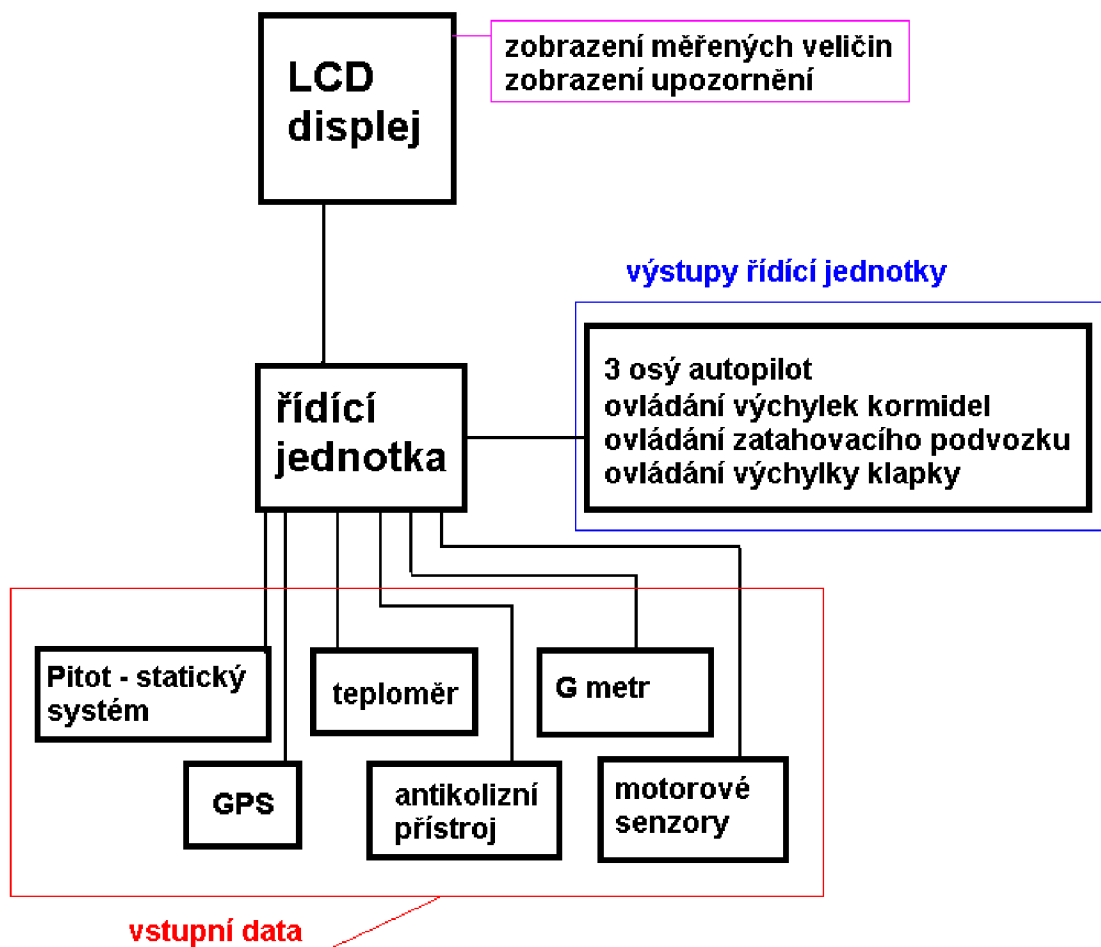 LCD
displej
zobrazení měřených veličin
zobrazení upozornění
výstupy řídící jednotky
3 osý autopilot
ovládání výchylek kormidel
ovládání zatahovacího podvozku
ovládání výchylky klapky
řídící
jednotka
Pitot - statický
systém
teploměr
G metr
GPS
antikolizní
přístroj
motorové
senzory
vstupní data